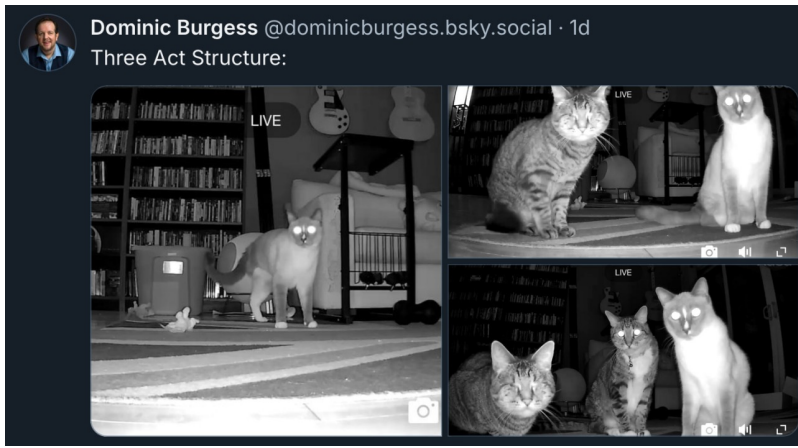 Dominic Burgess @dominicburgess.bsky.social · 1d
Three Act Structure:
LIVE
LIVE
LIVE